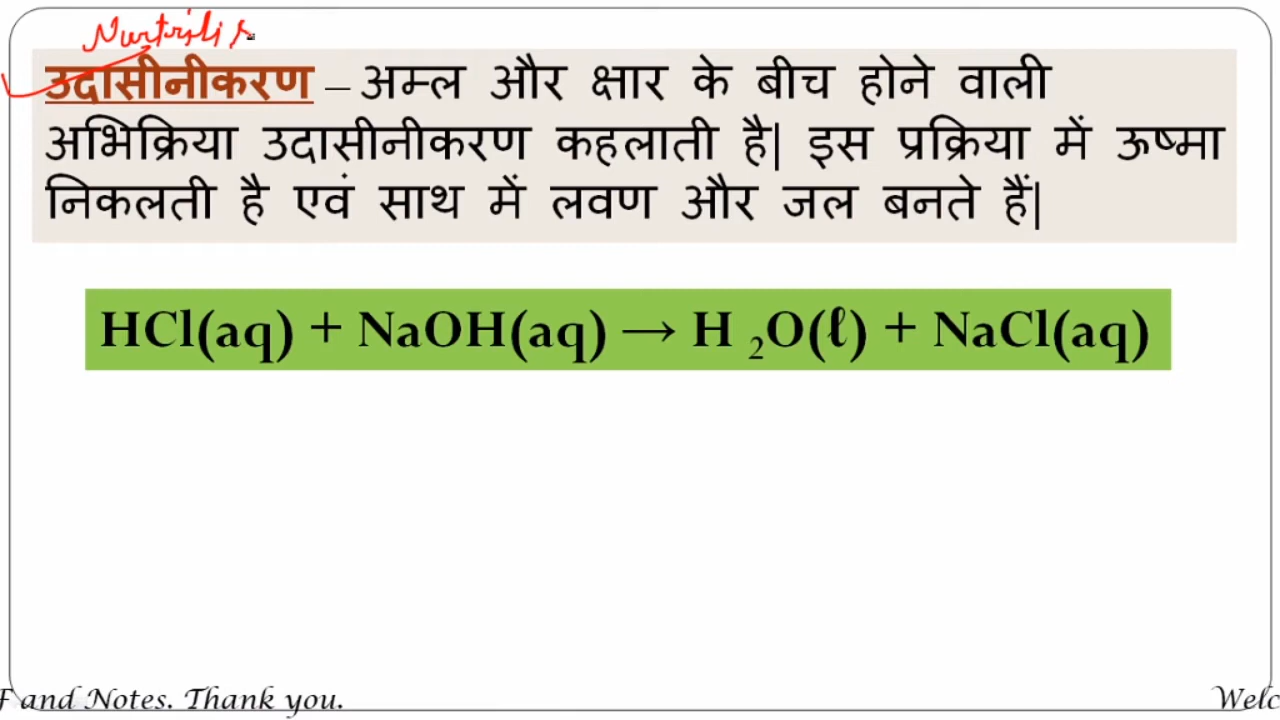 Nurtrilis
उदासीनीकरण – अम्ल और क्षार के बीच होने वाली
अभिक्रिया उदासीनीकरण कहलाती है| इस प्रक्रिया में ऊष्मा
निकलती है एवं साथ में लवण और जल बनते हैं|
HCl(aq) + NaOH(aq) → H 2O(ℓ) + NaCl(aq)
F and Notes. Thank you. Welc